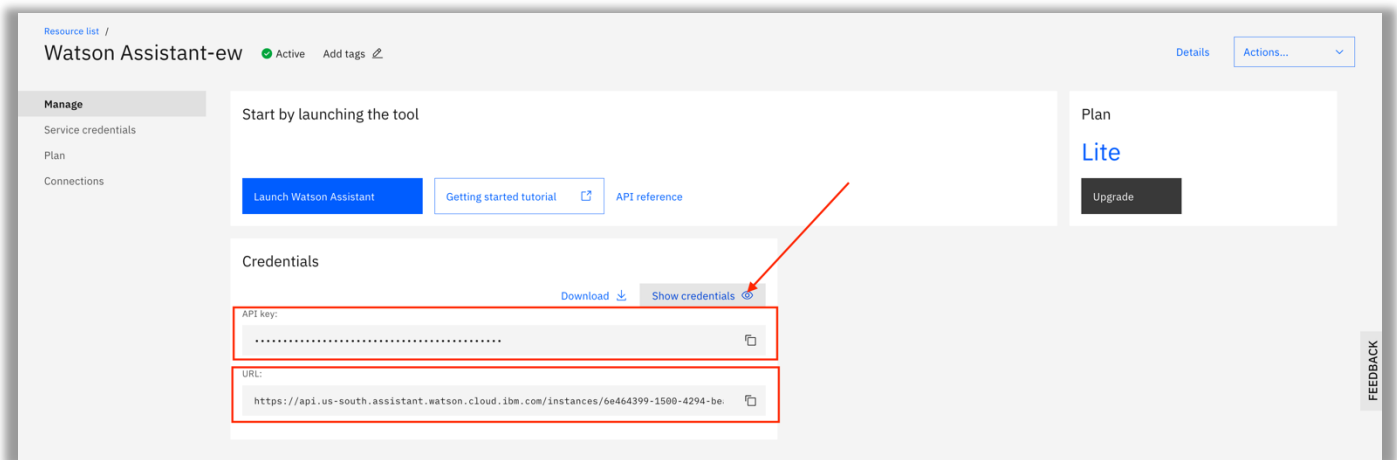 Resource list /
Watson Assistant-ew Active Add tags Details Actions...
Manage
Service credentials
Plan
Connections
Start by launching the tool
Launch Watson Assistant Getting started tutorial API reference
Plan
Lite
Upgrade
Credentials
Download Show credentials
API key:
............................................
URL:
https://api.us-south.assistant.watson.cloud.ibm.com/instances/6e464399-1500-4294-be
FEEDBACK